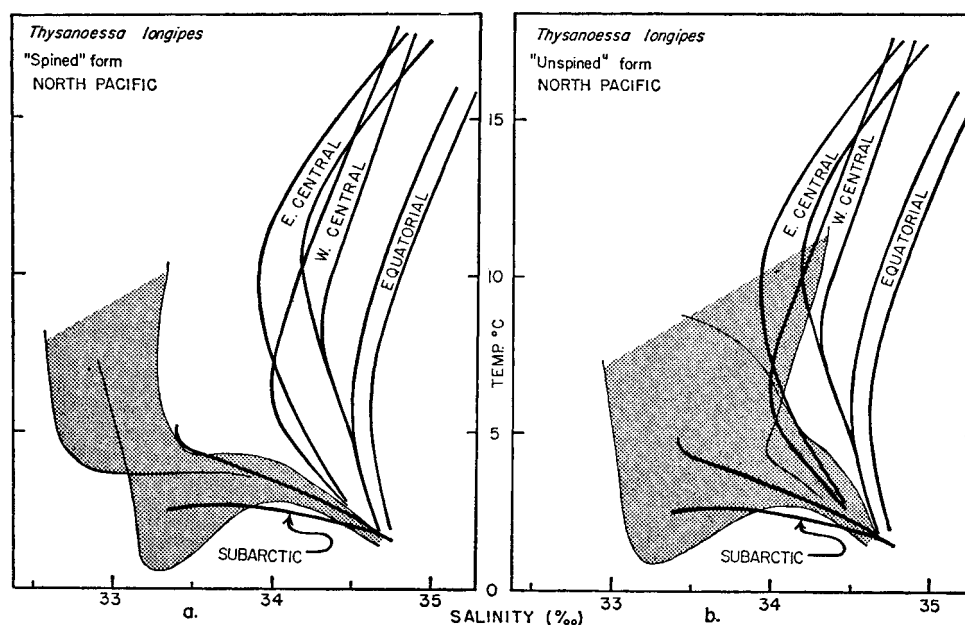 Thysanoessa longipes
"Spined" form
NORTH PACIFIC
E. CENTRAL
W. CENTRAL
EQUATORIAL
SUBARCTIC
33
34
35
a.
15
10
5
0
TEMP. °C
SALINITY (‰)
Thysanoessa longipes
"Unspined" form
NORTH PACIFIC
E. CENTRAL
W. CENTRAL
EQUATORIAL
SUBARCTIC
33
34
35
b.